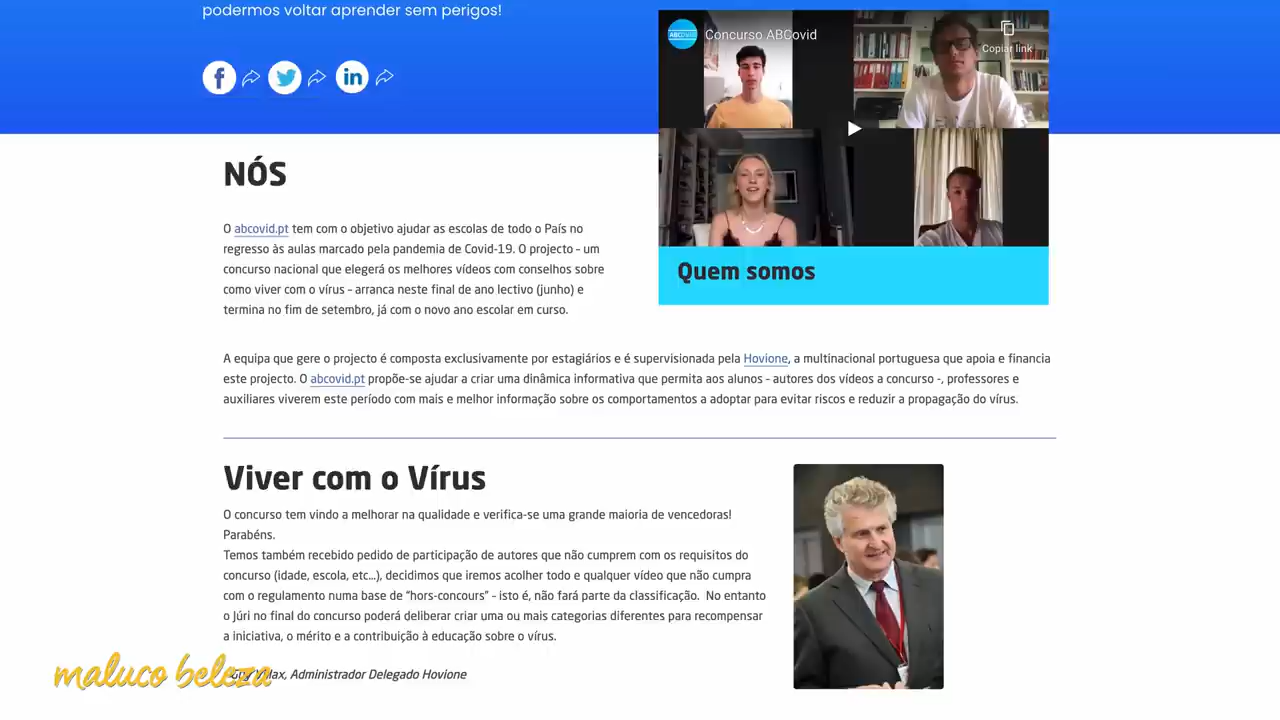 podermos voltar aprender sem perigos!
ABCOVID
Concurso ABCovid
Copiar link
NÓS
O abcovid.pt tem com o objetivo ajudar as escolas de todo o País no
regresso às aulas marcado pela pandemia de Covid-19. O projecto – um
concurso nacional que elegerá os melhores vídeos com conselhos sobre
como viver com o vírus – arranca neste final de ano lectivo (junho) e
termina no fim de setembro, já com o novo ano escolar em curso.
Quem somos
A equipa que gere o projecto é composta exclusivamente por estagiários e é supervisionada pela Hovione, a multinacional portuguesa que apoia e financia
este projecto. O abcovid.pt propõe-se ajudar a criar uma dinâmica informativa que permita aos alunos – autores dos vídeos a concurso -, professores e
auxiliares viverem este período com mais e melhor informação sobre os comportamentos a adoptar para evitar riscos e reduzir a propagação do vírus.
Viver com o Vírus
O concurso tem vindo a melhorar na qualidade e verifica-se uma grande maioria de vencedoras!
Parabéns.
Temos também recebido pedido de participação de autores que não cumprem com os requisitos do
concurso (idade, escola, etc…), decidimos que iremos acolher todo e qualquer vídeo que não cumpra
com o regulamento numa base de “hors-concours” – isto é, não fará parte da classificação.  No entanto
o Júri no final do concurso poderá deliberar criar uma ou mais categorias diferentes para recompensar
a iniciativa, o mérito e a contribuição à educação sobre o vírus.
, Administrador Delegado Hovione
maluco beleza